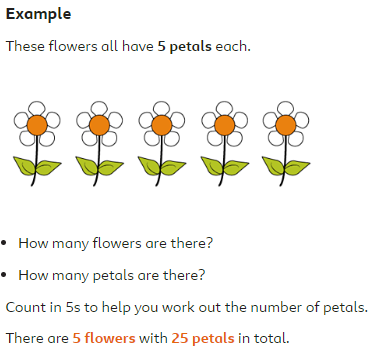 Example
These flowers all have 5 petals each.
• How many flowers are there?
• How many petals are there?
Count in 5s to help you work out the number of petals.
There are 5 flowers with 25 petals in total.